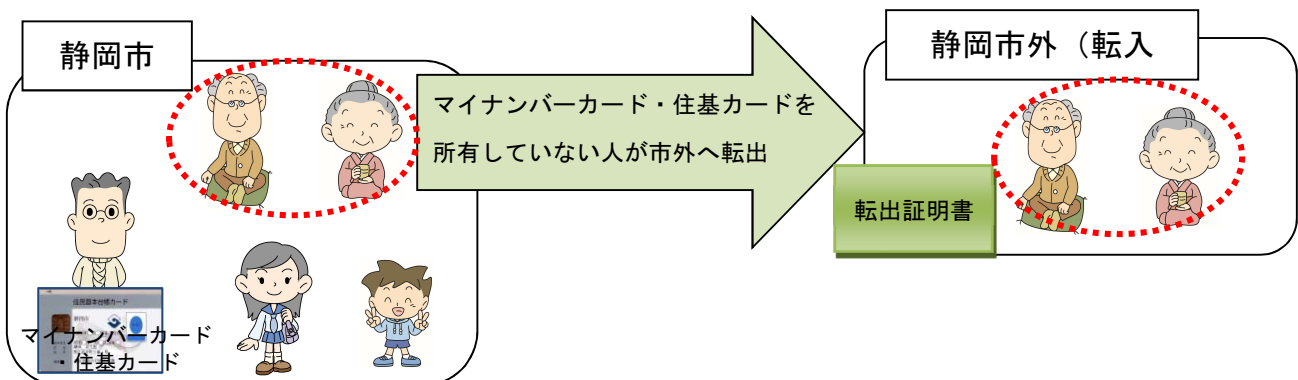 静岡市
静岡市外（転入
マイナンバーカード・住基カードを
所有していない人が市外へ転出
転出証明書
住民基本台帳カード
マイナンバーカード
・住基カード